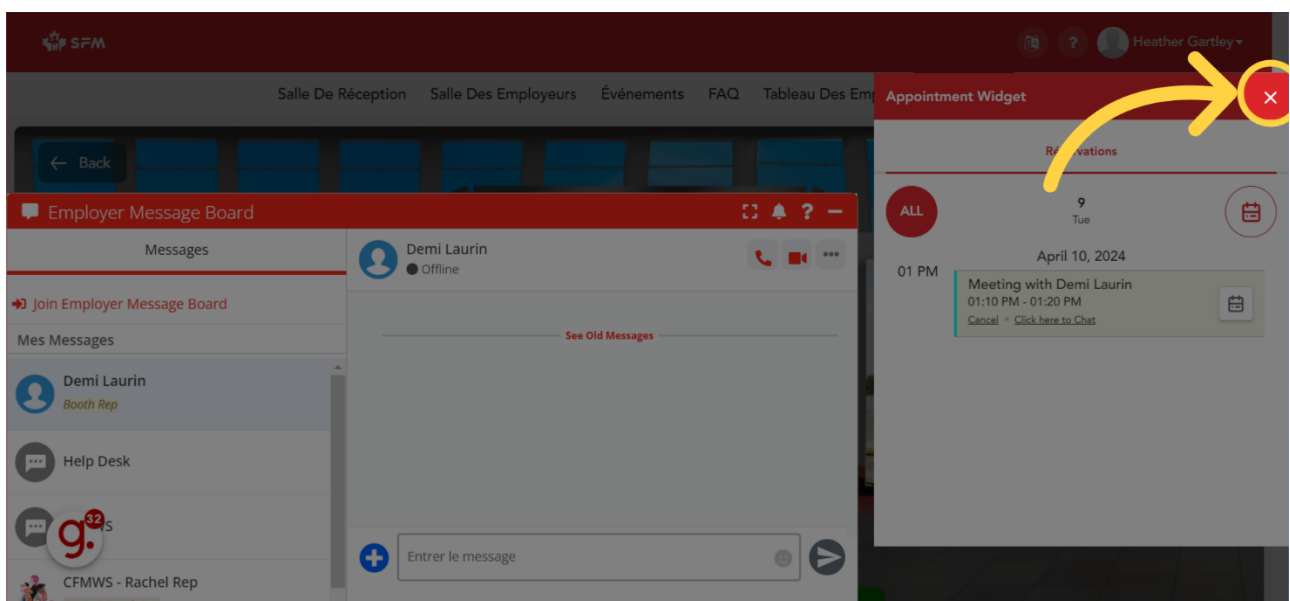 SFM
?
Heather Gartley
Salle De Réception Salle Des Employeurs Événements FAQ Tableau Des Em
Back
Appointment Widget
ALL
9
Tue
April 10, 2024
01 PM
Meeting with Demi Laurin
01:10 PM - 01:20 PM
Cancel Click here to Chat
Employer Message Board
?
Messages
Join Employer Message Board
Mes Messages
Demi Laurin
Booth Rep
Help Desk
g.
32
CFMWS - Rachel Rep
Demi Laurin
Offline
See Old Messages
Entrer le message